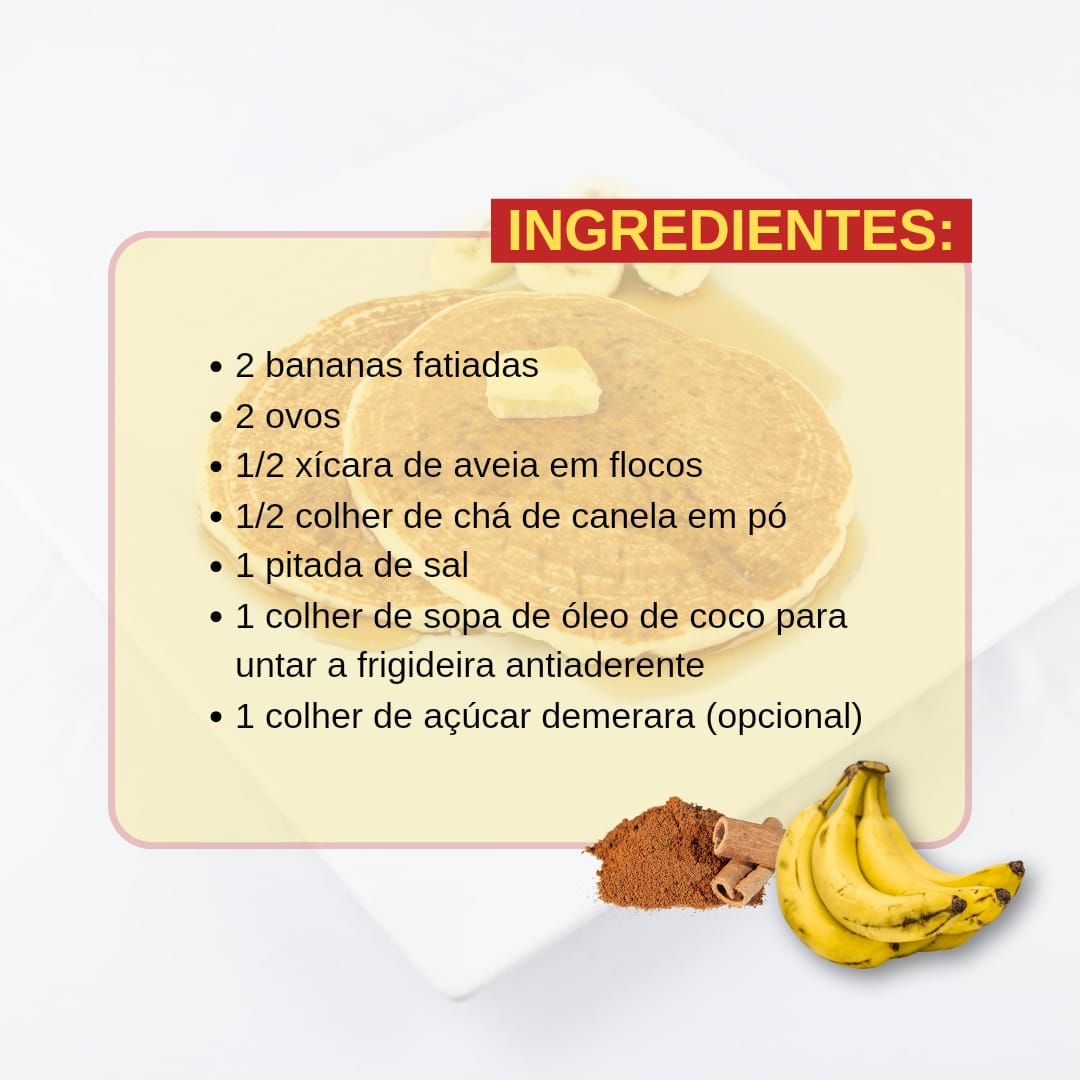 INGREDIENTES:
• 2 bananas fatiadas
• 2 ovos
• 1/2 xícara de aveia em flocos
• 1/2 colher de chá de canela em pó
• 1 pitada de sal
• 1 colher de sopa de óleo de coco para
untar a frigideira antiaderente
• 1 colher de açúcar demerara (opcional)